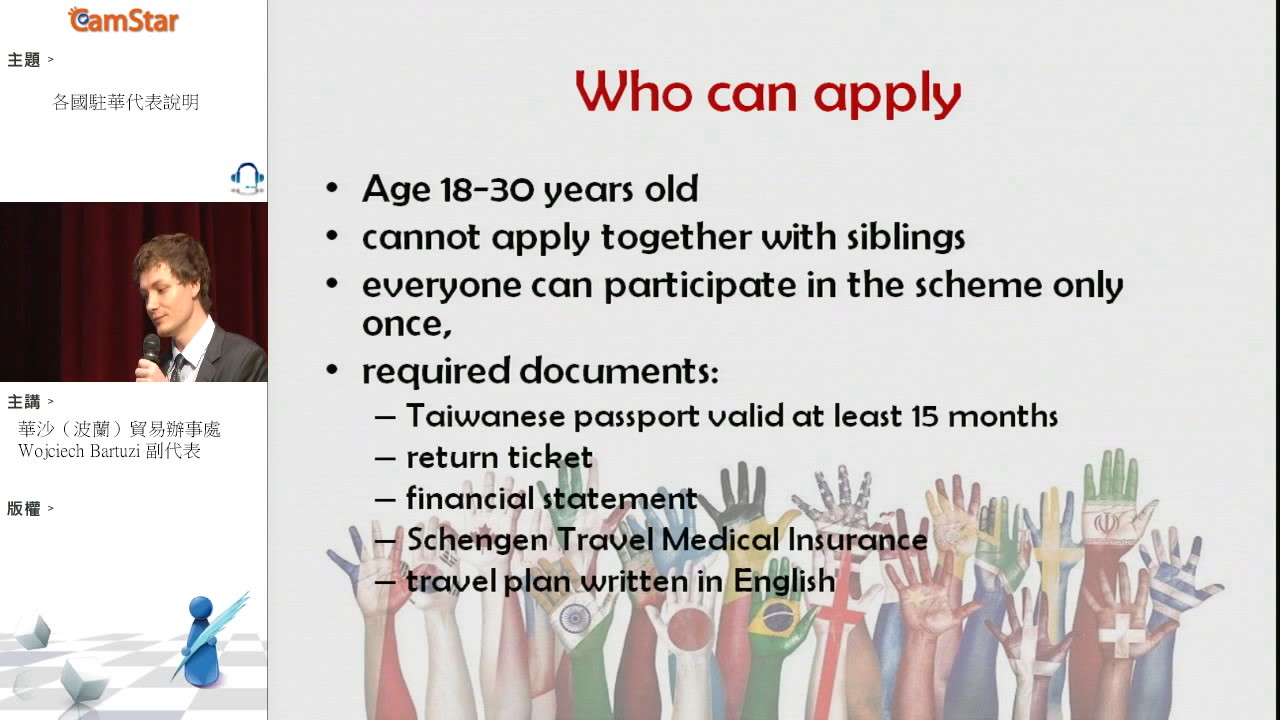 CamStar
主題 >
各國駐華代表說明
主講 >
華沙（波蘭）貿易辦事處
Wojciech Bartuzi 副代表
版權 >
Who can apply
• Age 18-30 years old
• cannot apply together with siblings
• everyone can participate in the scheme only
once,
• required documents:
– Taiwanese passport valid at least 15 months
– return ticket
– financial statement
– Schengen Travel Medical Insurance
– travel plan written in English